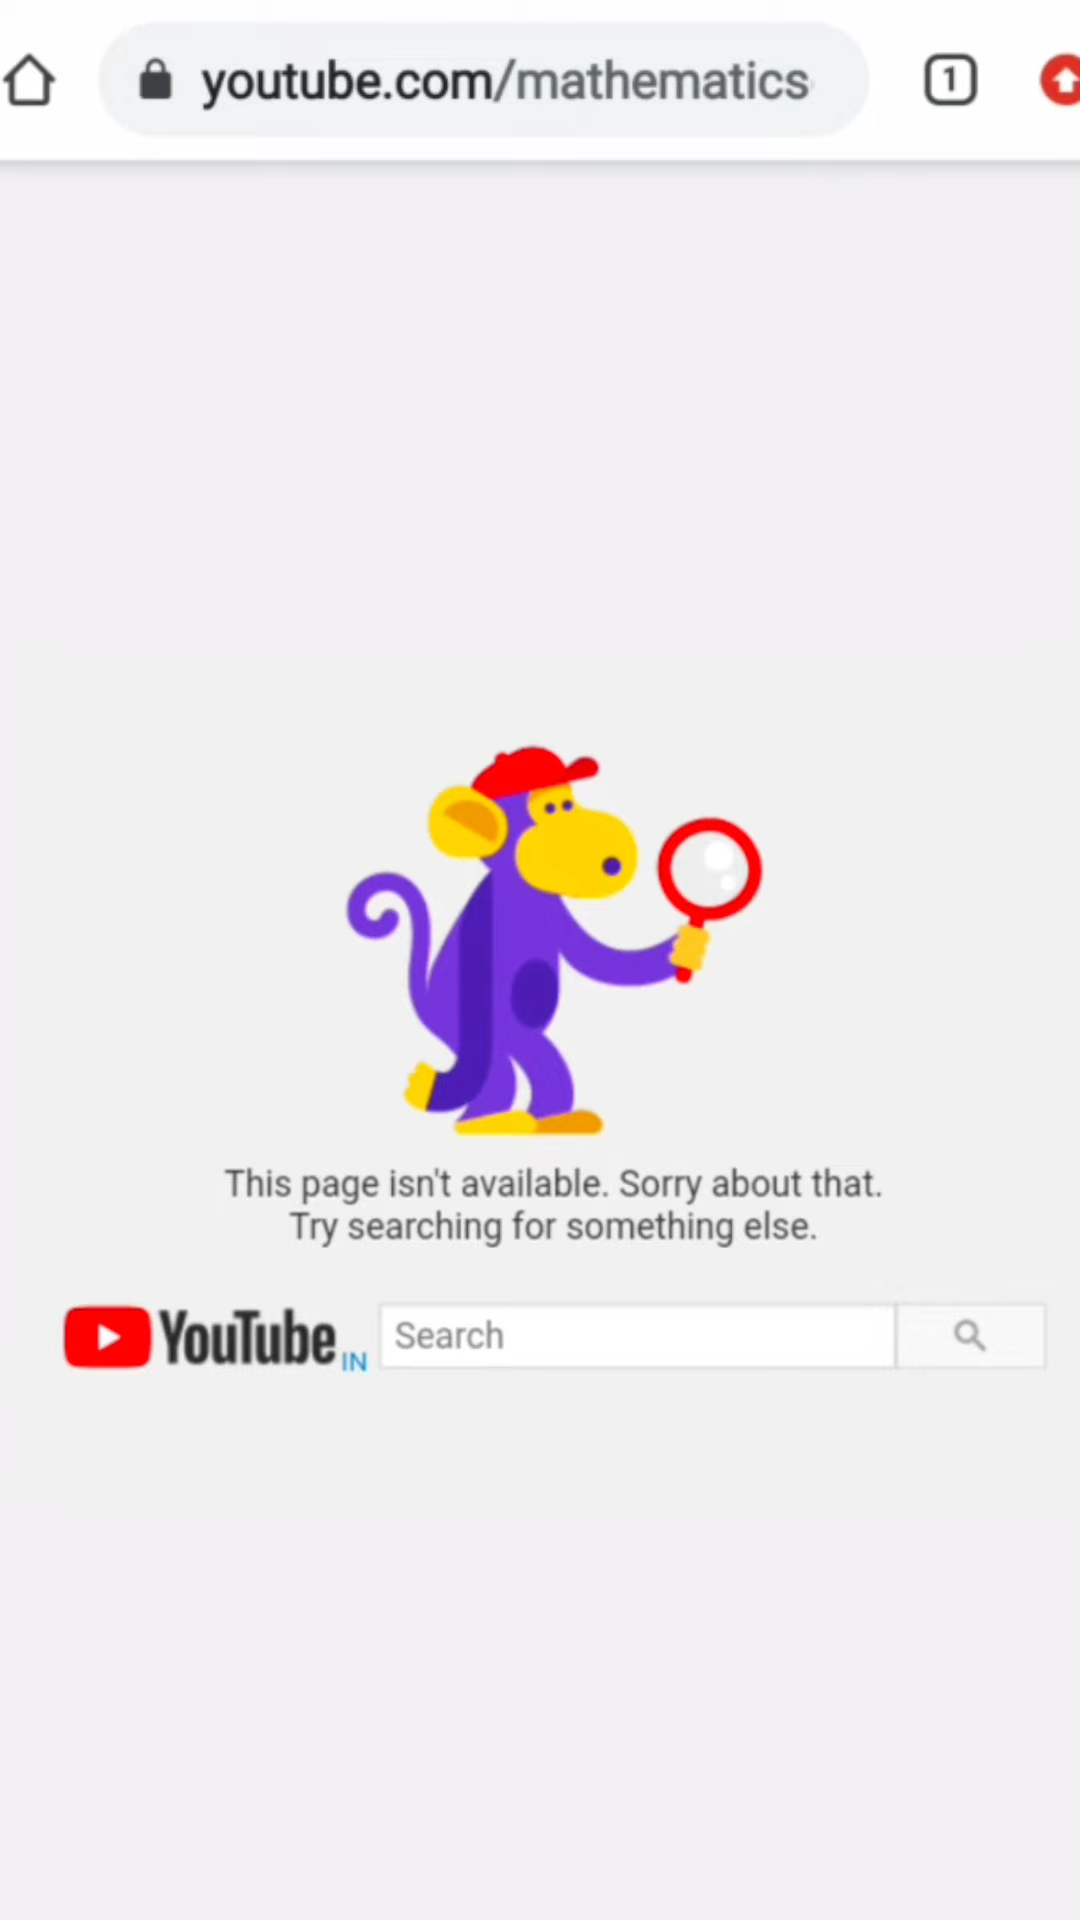 youtube.com/mathematics
1
This page isn't available. Sorry about that.
Try searching for something else.
YouTube IN
Search